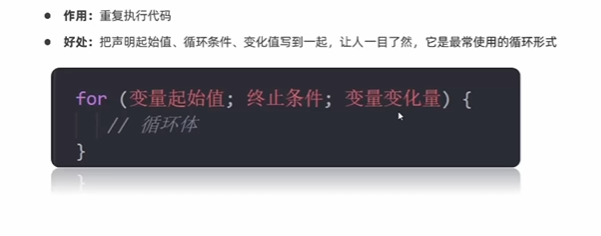 作用：重复执行代码
好处：把声明起始值、循环条件、变化值写到一起，让人一目了然，它是最常使用的循环形式
for (变量起始值; 终止条件; 变量变化量) {
// 循环体
}